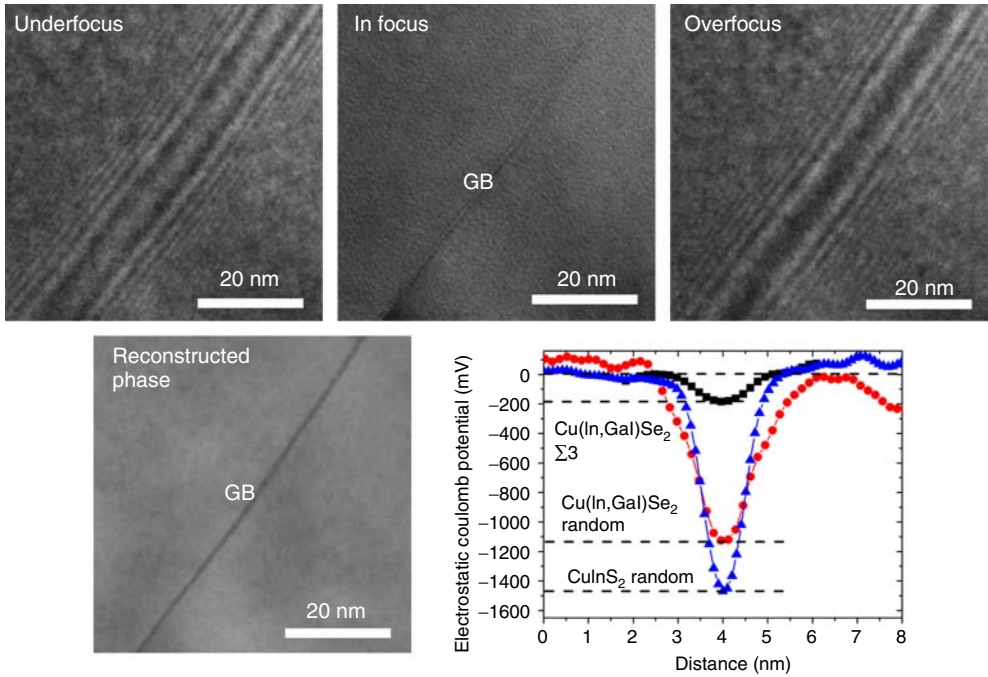 Underfocus
In focus
Overfocus
GB
20 nm
20 nm
20 nm
Reconstructed
phase
GB
20 nm
Electrostatic coulomb potential (mV)
0
−200
−400
−600
−800
−1000
−1200
−1400
−1600
Cu(In,GaI)Se₂
∑3
Cu(In,GaI)Se₂
random
CuInS₂ random
0 1 2 3 4 5 6 7 8
Distance (nm)